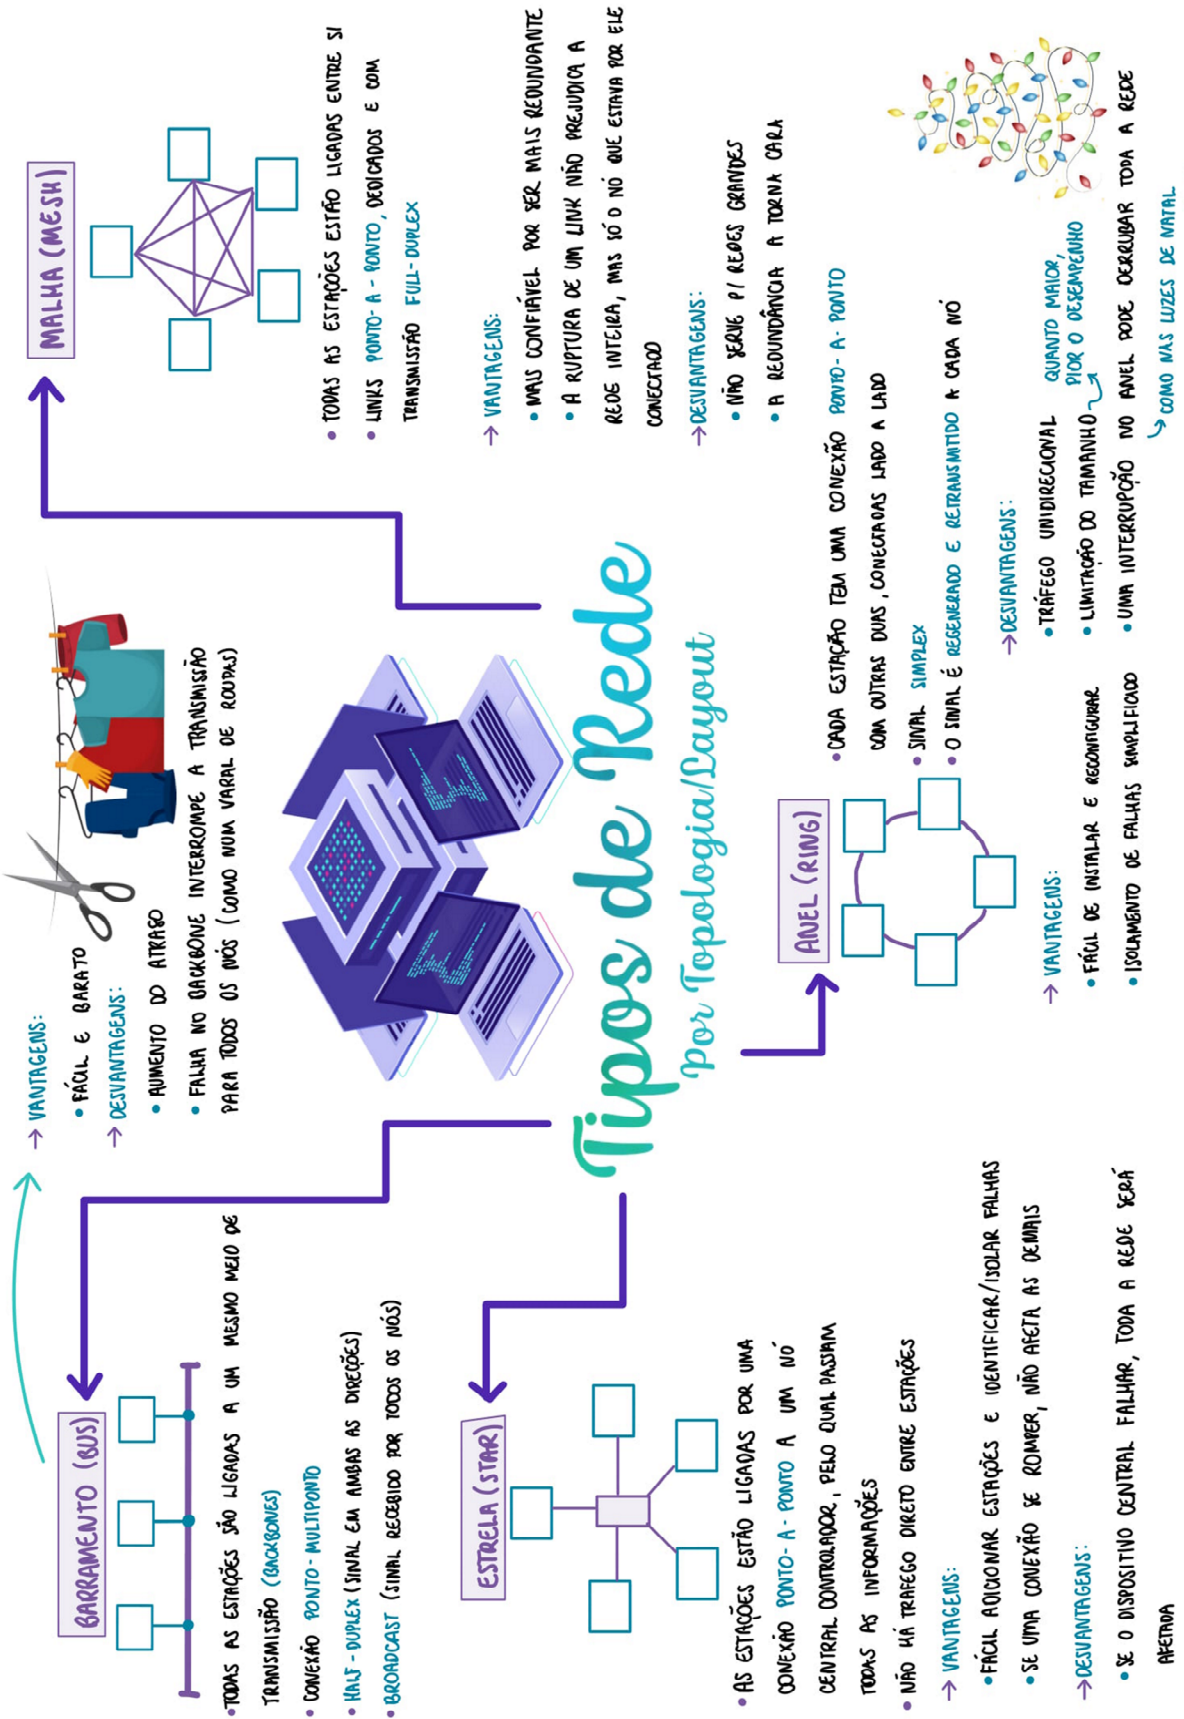 BARRAMENTO (BUS)
• TODAS AS ESTAÇÕES SÃO LIGADAS A UM MESMO MEIO DE
TRANSMISSÃO (BACKBONES)
• CONEXÃO PONTO-MULTIPONTO
• HALF-DUPLEX (SINAL EM AMBAS AS DIREÇÕES)
• BROADCAST (SINAL RECEBIDO POR TODOS OS NÓS)
→ VANTAGENS:
• FÁCIL E BARATO
→ DESVANTAGENS:
• AUMENTO DO ATRASO
• FALHA NO BACKBONE INTERROMPE A TRANSMISSÃO
PARA TODOS OS NÓS (COMO NUM VARAL DE ROUPAS)
MALHA (MESH)
• TODAS AS ESTAÇÕES ESTÃO LIGADAS ENTRE SI
• LINKS PONTO-A-PONTO, DEDICADOS E COM
TRANSMISSÃO FULL-DUPLEX
→ VANTAGENS:
• MAIS CONFIÁVEL POR SER MAIS REDUNDANTE
• A RUPTURA DE UM LINK NÃO PREJUDICA A
REDE INTEIRA, MAS SÓ O NÓ QUE ESTAVA POR ELE
CONECTADO
→ DESVANTAGENS:
• NÃO SERVE P/ REDES GRANDES
• A REDUNDÂNCIA A TORNA CARA
Tipos de Rede
Por Topologia/Layout
ESTRELA (STAR)
• AS ESTAÇÕES ESTÃO LIGADAS POR UMA
CONEXÃO PONTO-A-PONTO A UM NÓ
CENTRAL CONTROLADOR, PELO QUAL PASSAM
TODAS AS INFORMAÇÕES
• NÃO HÁ TRÁFEGO DIRETO ENTRE ESTAÇÕES
→ VANTAGENS:
• FÁCIL ADICIONAR ESTAÇÕES E IDENTIFICAR/ISOLAR FALHAS
• SE UMA CONEXÃO SE ROMPER, NÃO AFETA AS DEMAIS
→ DESVANTAGENS:
• SE O DISPOSITIVO CENTRAL FALHAR, TODA A REDE SERÁ
AFETADA
ANEL (RING)
• CADA ESTAÇÃO TEM UMA CONEXÃO PONTO-A-PONTO
COM OUTRAS DUAS, CONECTADAS LADO A LADO
• SINAL SIMPLEX
• O SINAL É REGENERADO E RETRANSMITIDO A CADA NÓ
→ VANTAGENS:
• FÁCIL DE INSTALAR E RECONFIGURAR
• ISOLAMENTO DE FALHAS SIMPLIFICADO
→ DESVANTAGENS:
• TRÁFEGO UNIDIRECIONAL
• LIMITAÇÃO DO TAMANHO
QUANTO MAIOR,
PIOR O DESEMPENHO
• UMA INTERRUPÇÃO NO ANEL PODE DERRUBAR TODA A REDE
COMO NAS LUZES DE NATAL